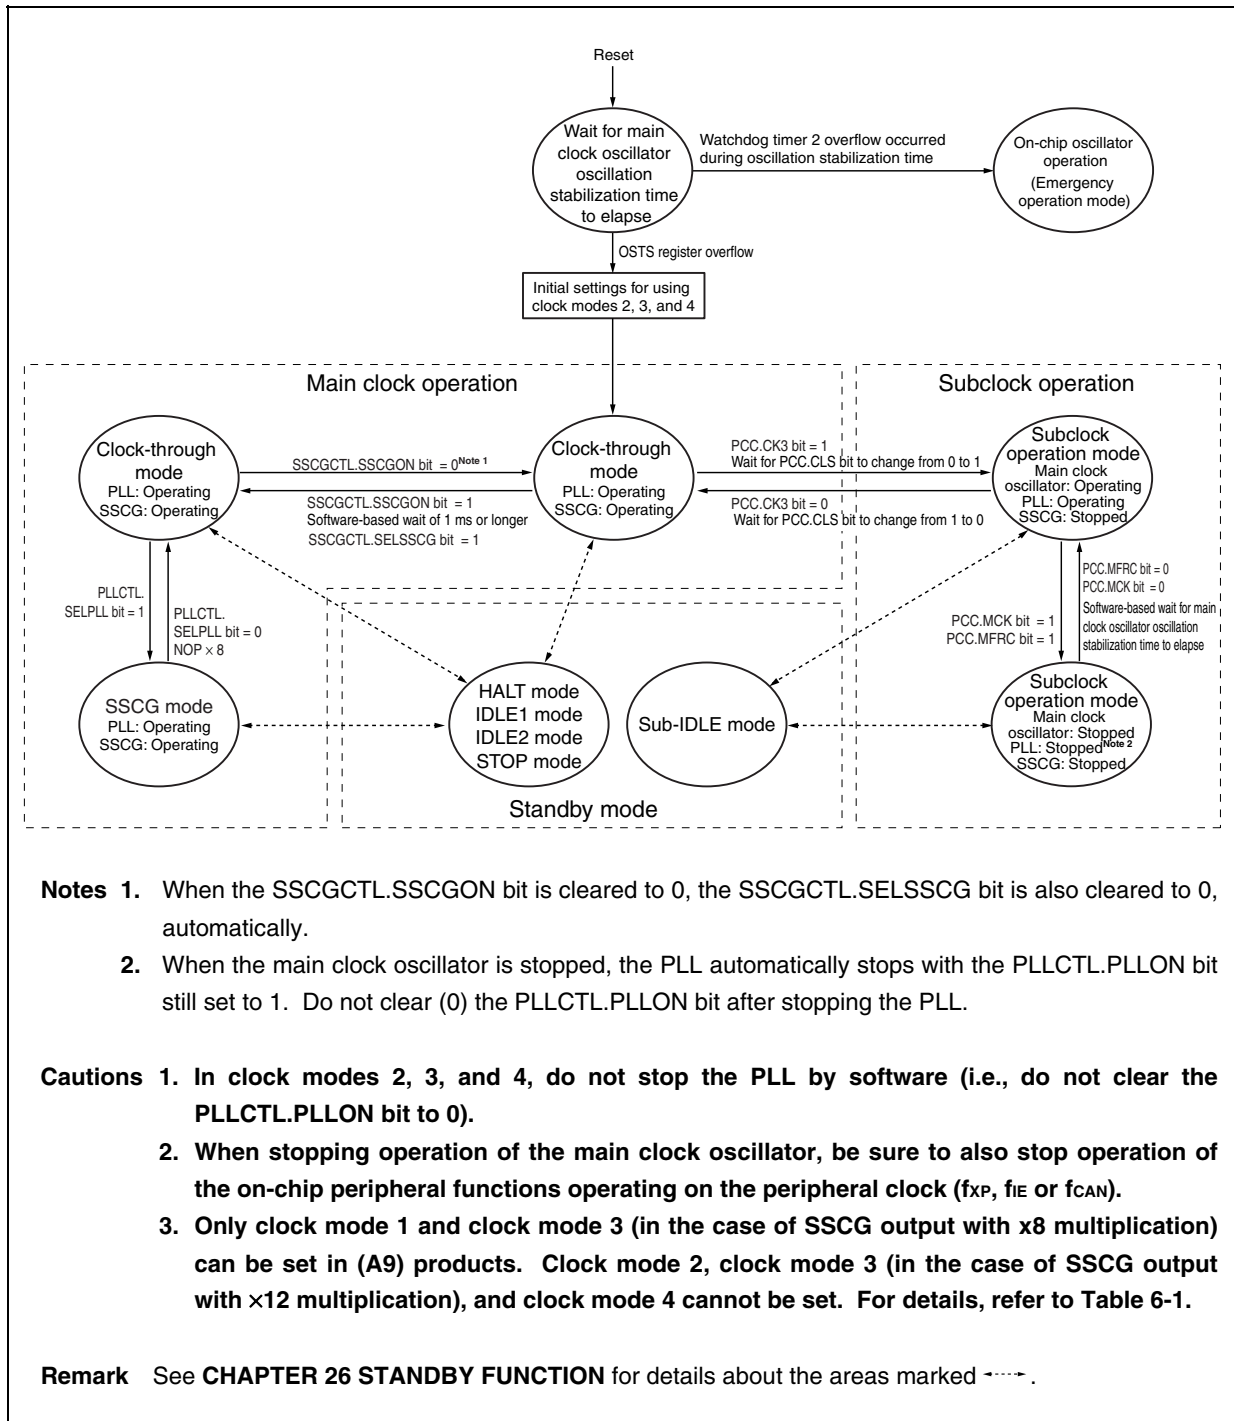 Reset
Wait for main
clock oscillator
oscillation
stabilization time
to elapse
Watchdog timer 2 overflow occurred
during oscillation stabilization time
On-chip oscillator
operation
(Emergency
operation mode)
OSTS register overflow
Initial settings for using
clock modes 2, 3, and 4
Main clock operation
Subclock operation
Clock-through
mode
PLL: Operating
SSCG: Operating
SSCGCTL.SSCGON bit = 0Note 1
SSCGCTL.SSCGON bit = 1
Software-based wait of 1 ms or longer
SSCGCTL.SELSSCG bit = 1
Clock-through
mode
PLL: Operating
SSCG: Operating
PCC.CK3 bit = 1
Wait for PCC.CLS bit to change from 0 to 1
PCC.CK3 bit = 0
Wait for PCC.CLS bit to change from 1 to 0
Subclock
operation mode
Main clock
oscillator: Operating
PLL: Operating
SSCG: Stopped
PLLCTL.
SELPLL bit = 1
PLLCTL.
SELPLL bit = 0
NOP × 8
PCC.MCK bit = 1
PCC.MFRC bit = 1
PCC.MFRC bit = 0
PCC.MCK bit = 0
Software-based wait for main
clock oscillator oscillation
stabilization time to elapse
SSCG mode
PLL: Operating
SSCG: Operating
HALT mode
IDLE1 mode
IDLE2 mode
STOP mode
Sub-IDLE mode
Subclock
operation mode
Main clock
oscillator: Stopped
PLL: StoppedNote 2
SSCG: Stopped
Standby mode
Notes 1. When the SSCGCTL.SSCGON bit is cleared to 0, the SSCGCTL.SELSSCG bit is also cleared to 0,
automatically.
2. When the main clock oscillator is stopped, the PLL automatically stops with the PLLCTL.PLLON bit
still set to 1. Do not clear (0) the PLLCTL.PLLON bit after stopping the PLL.
Cautions 1. In clock modes 2, 3, and 4, do not stop the PLL by software (i.e., do not clear the
PLLCTL.PLLON bit to 0).
2. When stopping operation of the main clock oscillator, be sure to also stop operation of
the on-chip peripheral functions operating on the peripheral clock (fXP, fIE or fCAN).
3. Only clock mode 1 and clock mode 3 (in the case of SSCG output with x8 multiplication)
can be set in (A9) products. Clock mode 2, clock mode 3 (in the case of SSCG output
with ×12 multiplication), and clock mode 4 cannot be set. For details, refer to Table 6-1.
Remark See CHAPTER 26 STANDBY FUNCTION for details about the areas marked .